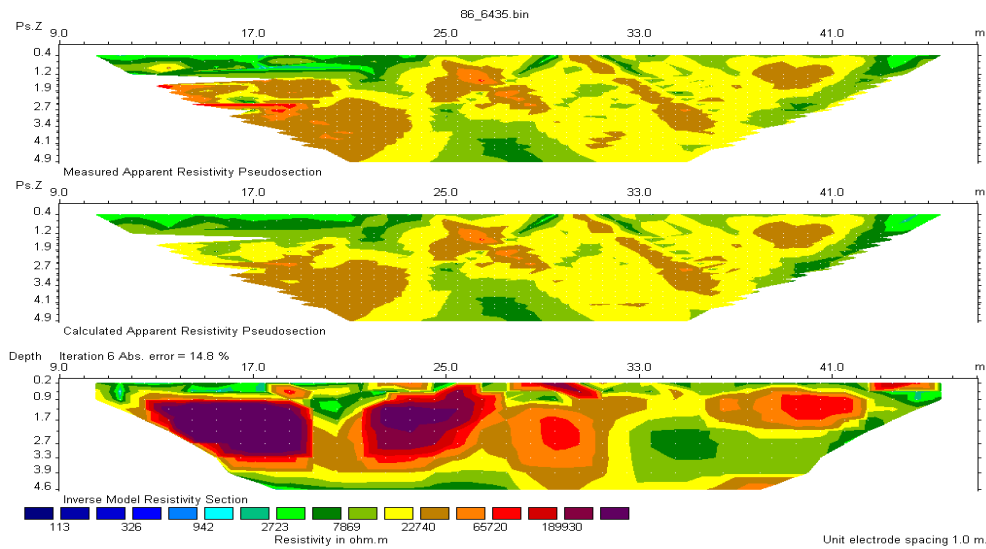 86_6435.bin
Ps.Z 9.0 17.0 25.0 33.0 41.0 m
0.4
1.2
1.9
2.7
3.4
4.1
4.9
Measured Apparent Resistivity Pseudosection
Ps.Z 9.0 17.0 25.0 33.0 41.0 m
0.4
1.2
1.9
2.7
3.4
4.1
4.9
Calculated Apparent Resistivity Pseudosection
Depth Iteration 6 Abs. error = 14.8 %
9.0 17.0 25.0 33.0 41.0 m
0.2
0.9
1.7
2.7
3.3
3.9
4.6
Inverse Model Resistivity Section
113 326 942 2723 7869 22740 65720 189930
Resistivity in ohm.m Unit electrode spacing 1.0 m.